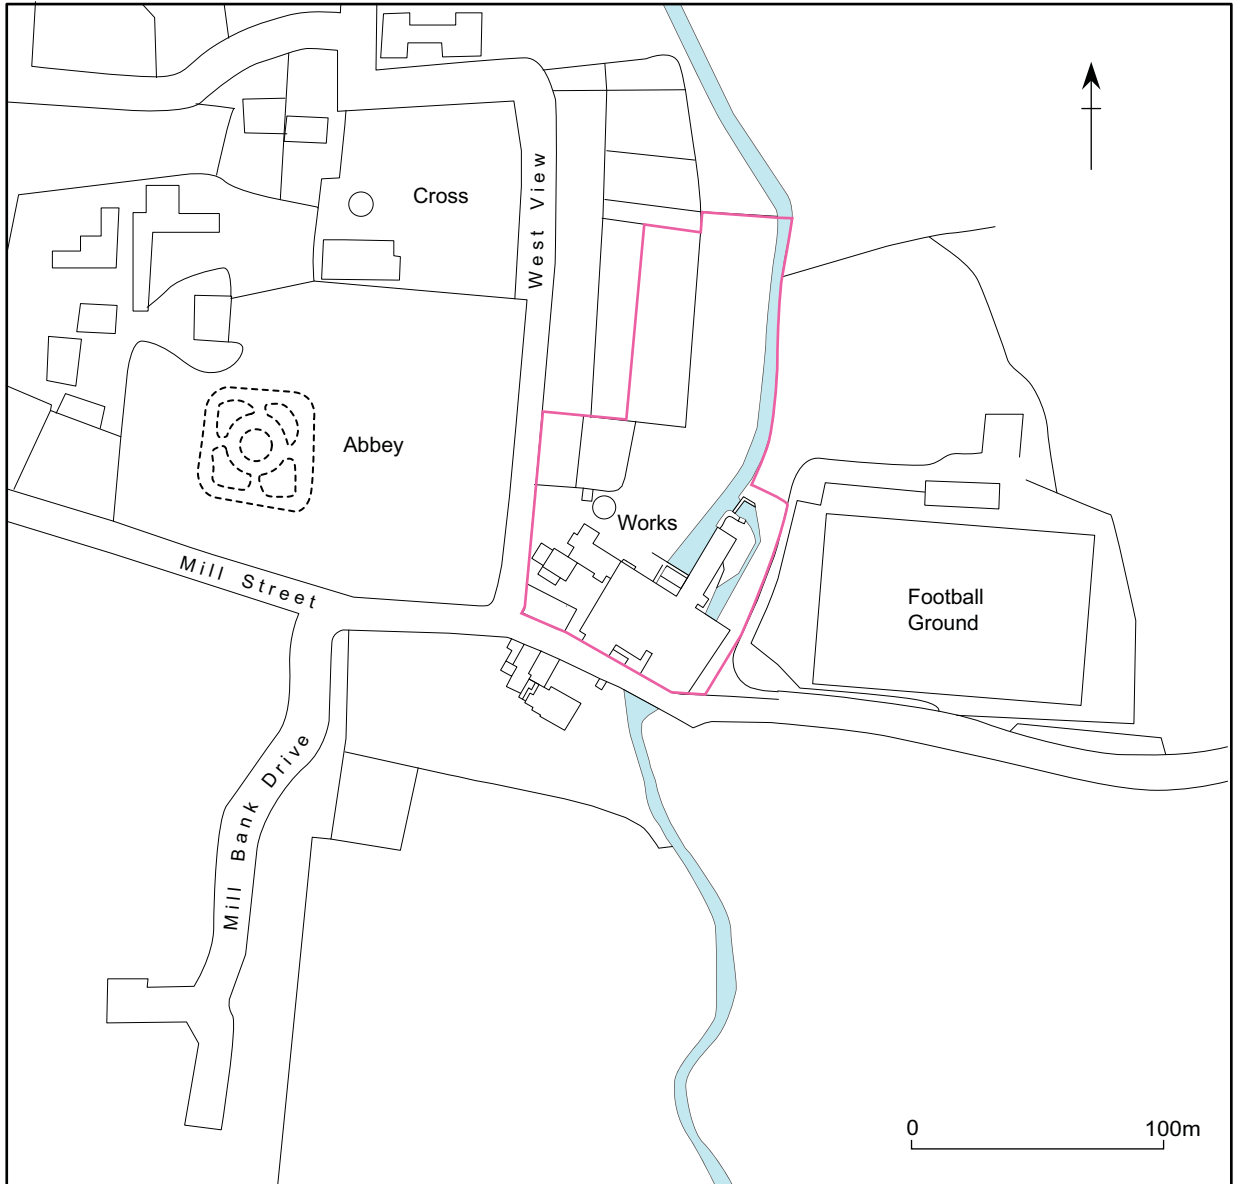 Cross
West View
Abbey
Works
Mill Street
Football
Ground
Mill Bank Drive
0 100m